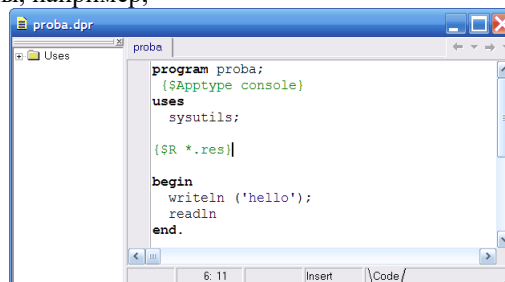 например,
proba.dpr
Uses
proba
program proba;
{$Apptype console}
uses
sysutils;
{$R *.res}
begin
writeln ('hello');
readln
end.
6: 11 Insert \Code/